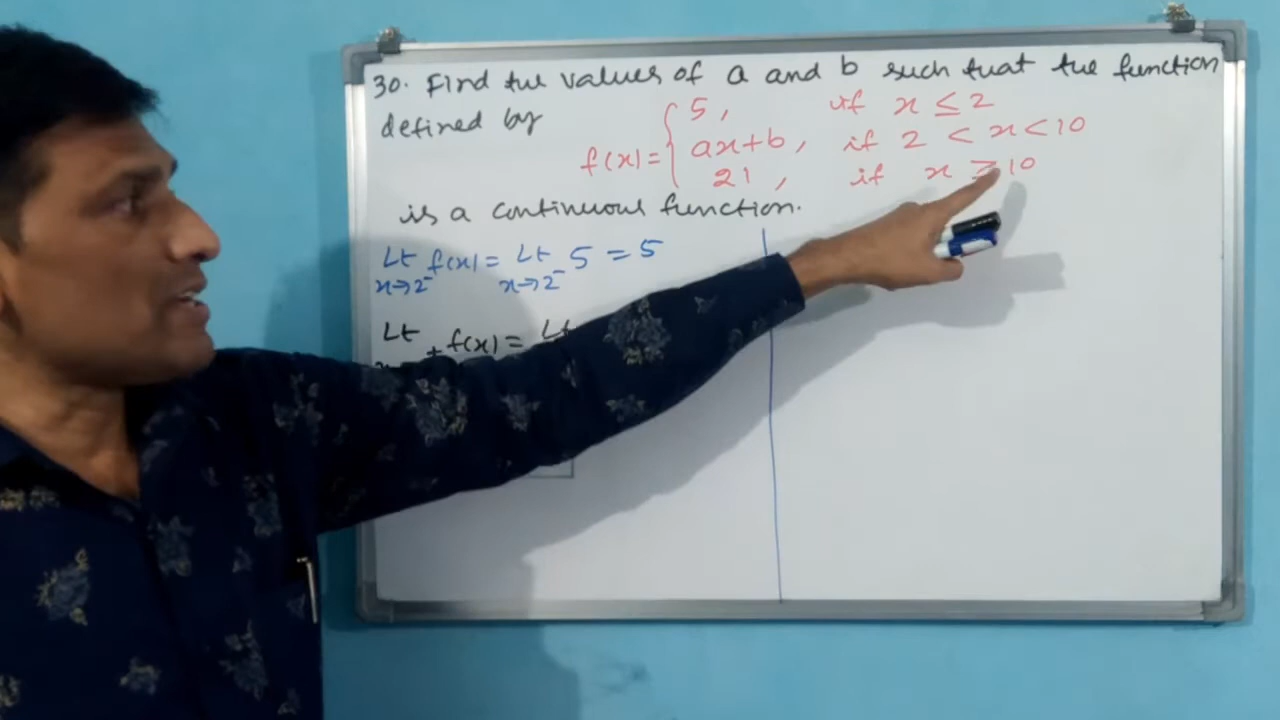 30. Find the values of a and b such that the function
defined by
f(x) = { 5, if x ≤ 2
ax+b, if 2 < x < 10
21, if x ≥ 10
is a continuous function.
Lt x→2⁻ f(x) = Lt x→2⁻ 5 = 5
Lt + f(x) = Lt